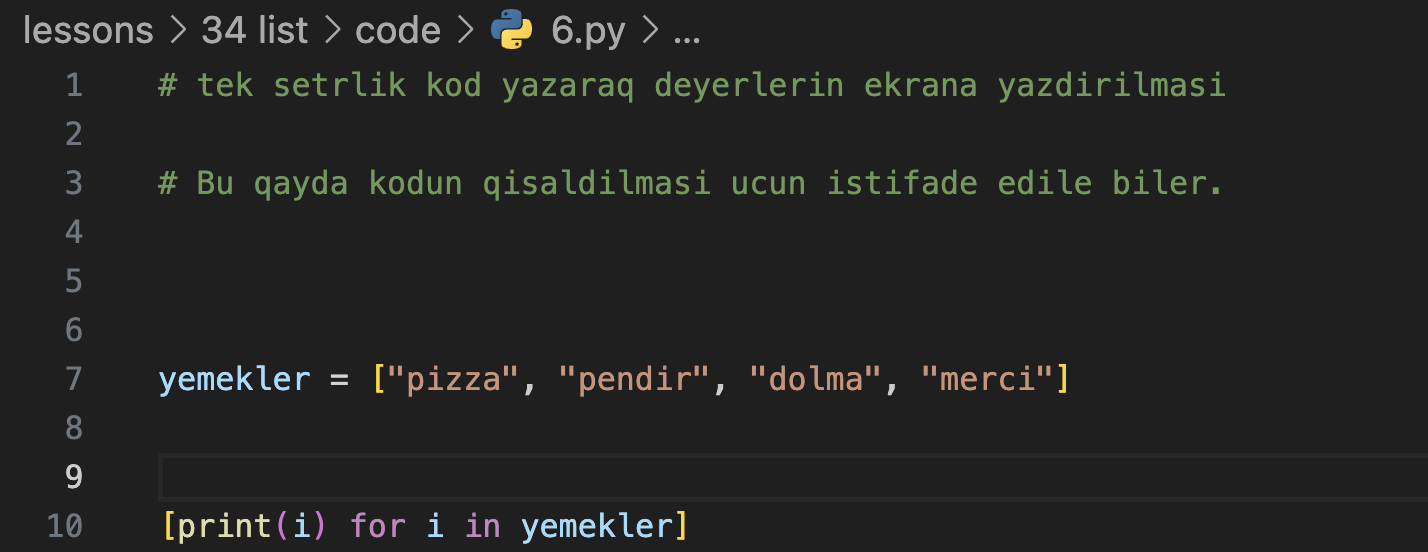 lessons > 34 list > code > 6.py > ...
1 # tek setrlik kod yazaraq deyerlerin ekrana yazdirilmasi
2
3 # Bu qayda kodun qisaldilmasi ucun istifade edile biler.
4
5
6
7 yemekler = ["pizza", "pendir", "dolma", "merci"]
8
9
10 [print(i) for i in yemekler]